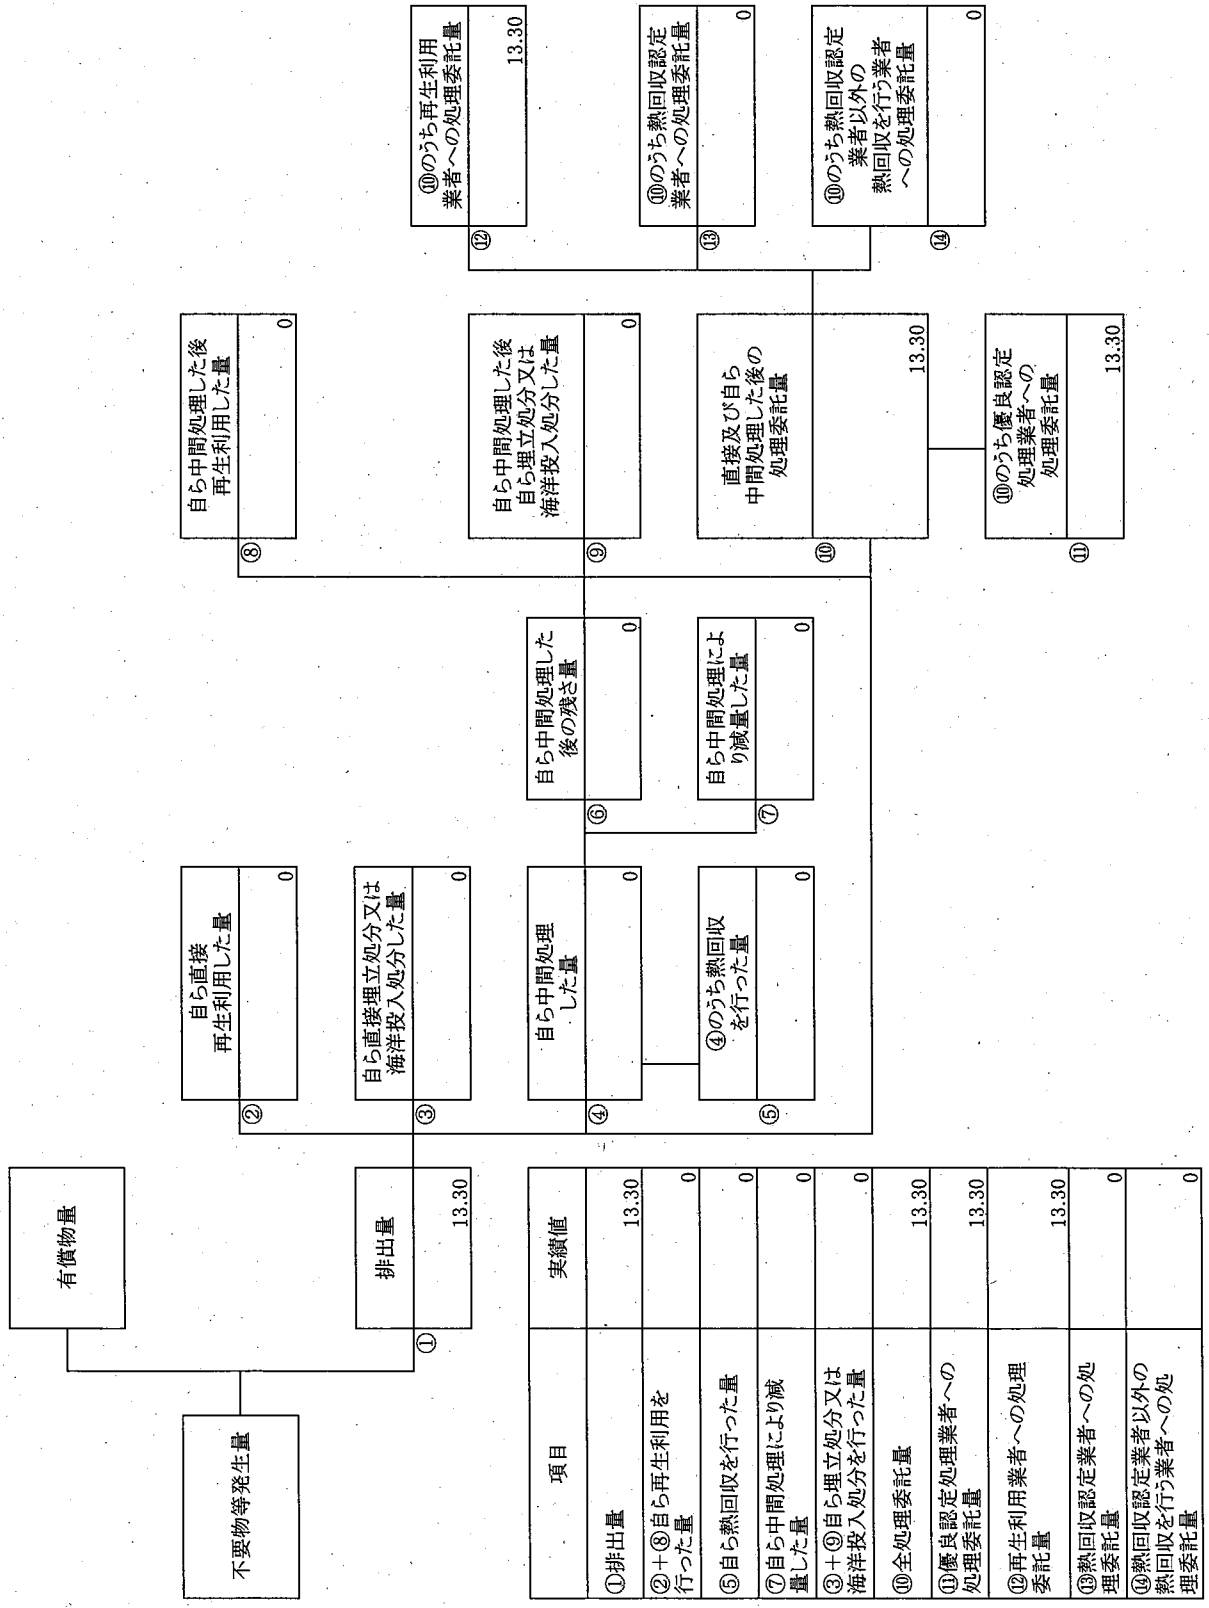 不要物等発生量
有償物量
排出量
①
13.30
自ら直接
再生利用した量
②
0
自ら直接埋立処分又は
海洋投入処分した量
③
0
自ら中間処理
した量
④
0
④のうち熱回収
を行った量
⑤
0
自ら中間処理した
後の残さ量
⑥
0
自ら中間処理によ
り減量した量
⑦
0
自ら中間処理した後
再生利用した量
⑧
0
自ら中間処理した後
自ら埋立処分又は
海洋投入処分した量
⑨
0
直接及び自ら
中間処理した後の
処理委託量
⑩
13.30
⑩のうち優良認定
処理業者への
処理委託量
⑪
13.30
⑩のうち再生利用
業者への処理委託量
⑫
13.30
⑩のうち熱回収認定
業者への処理委託量
⑬
0
⑩のうち熱回収認定
業者以外の
熱回収を行う業者
への処理委託量
⑭
0
項目 実績値
①排出量 13.30
②＋⑧自ら再生利用を
行った量 0
⑤自ら熱回収を行った量 0
⑦自ら中間処理により減
量した量 0
③＋⑨自ら埋立処分又は
海洋投入処分を行った量 0
⑩全処理委託量 13.30
⑪優良認定処理業者への
処理委託量 13.30
⑫再生利用業者への処理
委託量 13.30
⑬熱回収認定業者への処
理委託量 0
⑭熱回収認定業者以外の
熱回収を行う業者への処
理委託量 0